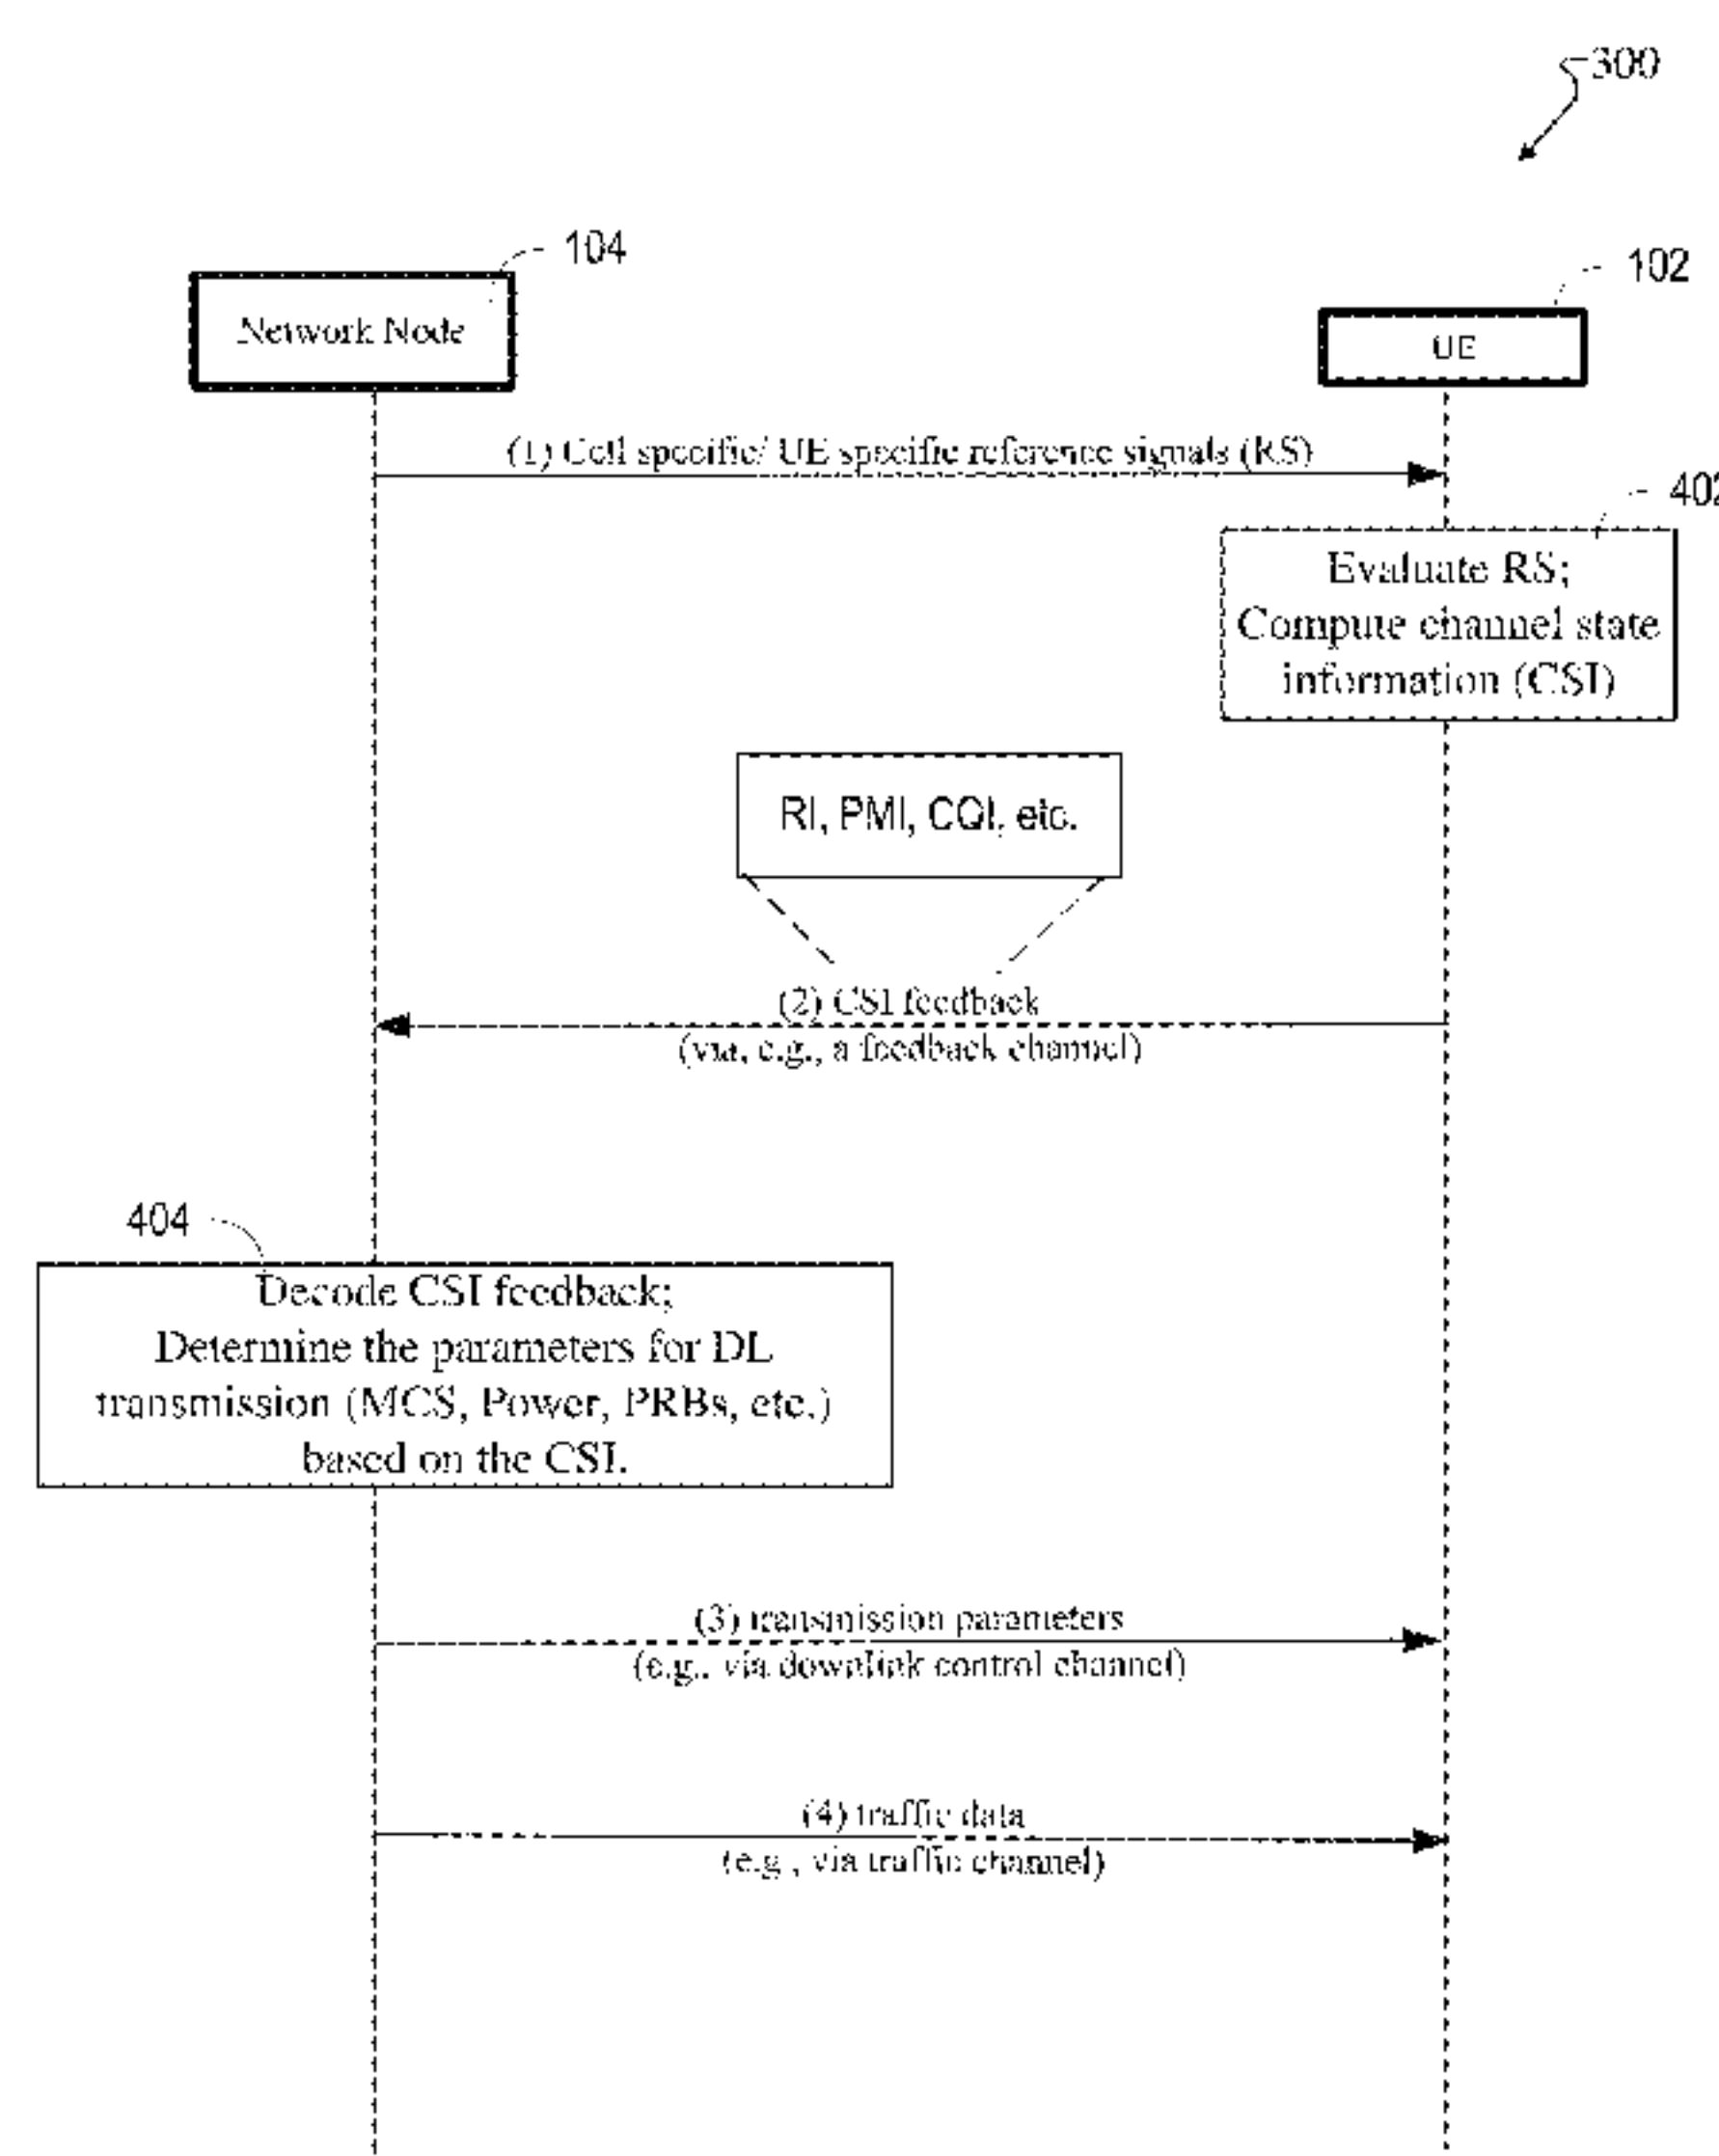 300
104
102
Network Node
UE
(1) Cell specific/ UE specific reference signals (RS)
402
Evaluate RS;
Compute channel state
information (CSI)
RI, PMI, CQI, etc.
(2) CSI feedback
(via, e.g., a feedback channel)
404
Decode CSI feedback;
Determine the parameters for DL
transmission (MCS, Power, PRBs, etc.)
based on the CSI.
(3) transmission parameters
(e.g., via downlink control channel)
(4) traffic data
(e.g., via traffic channel)